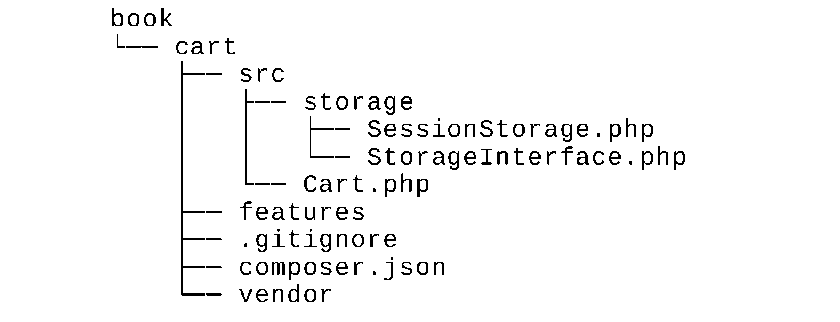 book
└── cart
├── src
├── storage
├── SessionStorage.php
└── StorageInterface.php
└── Cart.php
├── features
├── .gitignore
├── composer.json
└── vendor